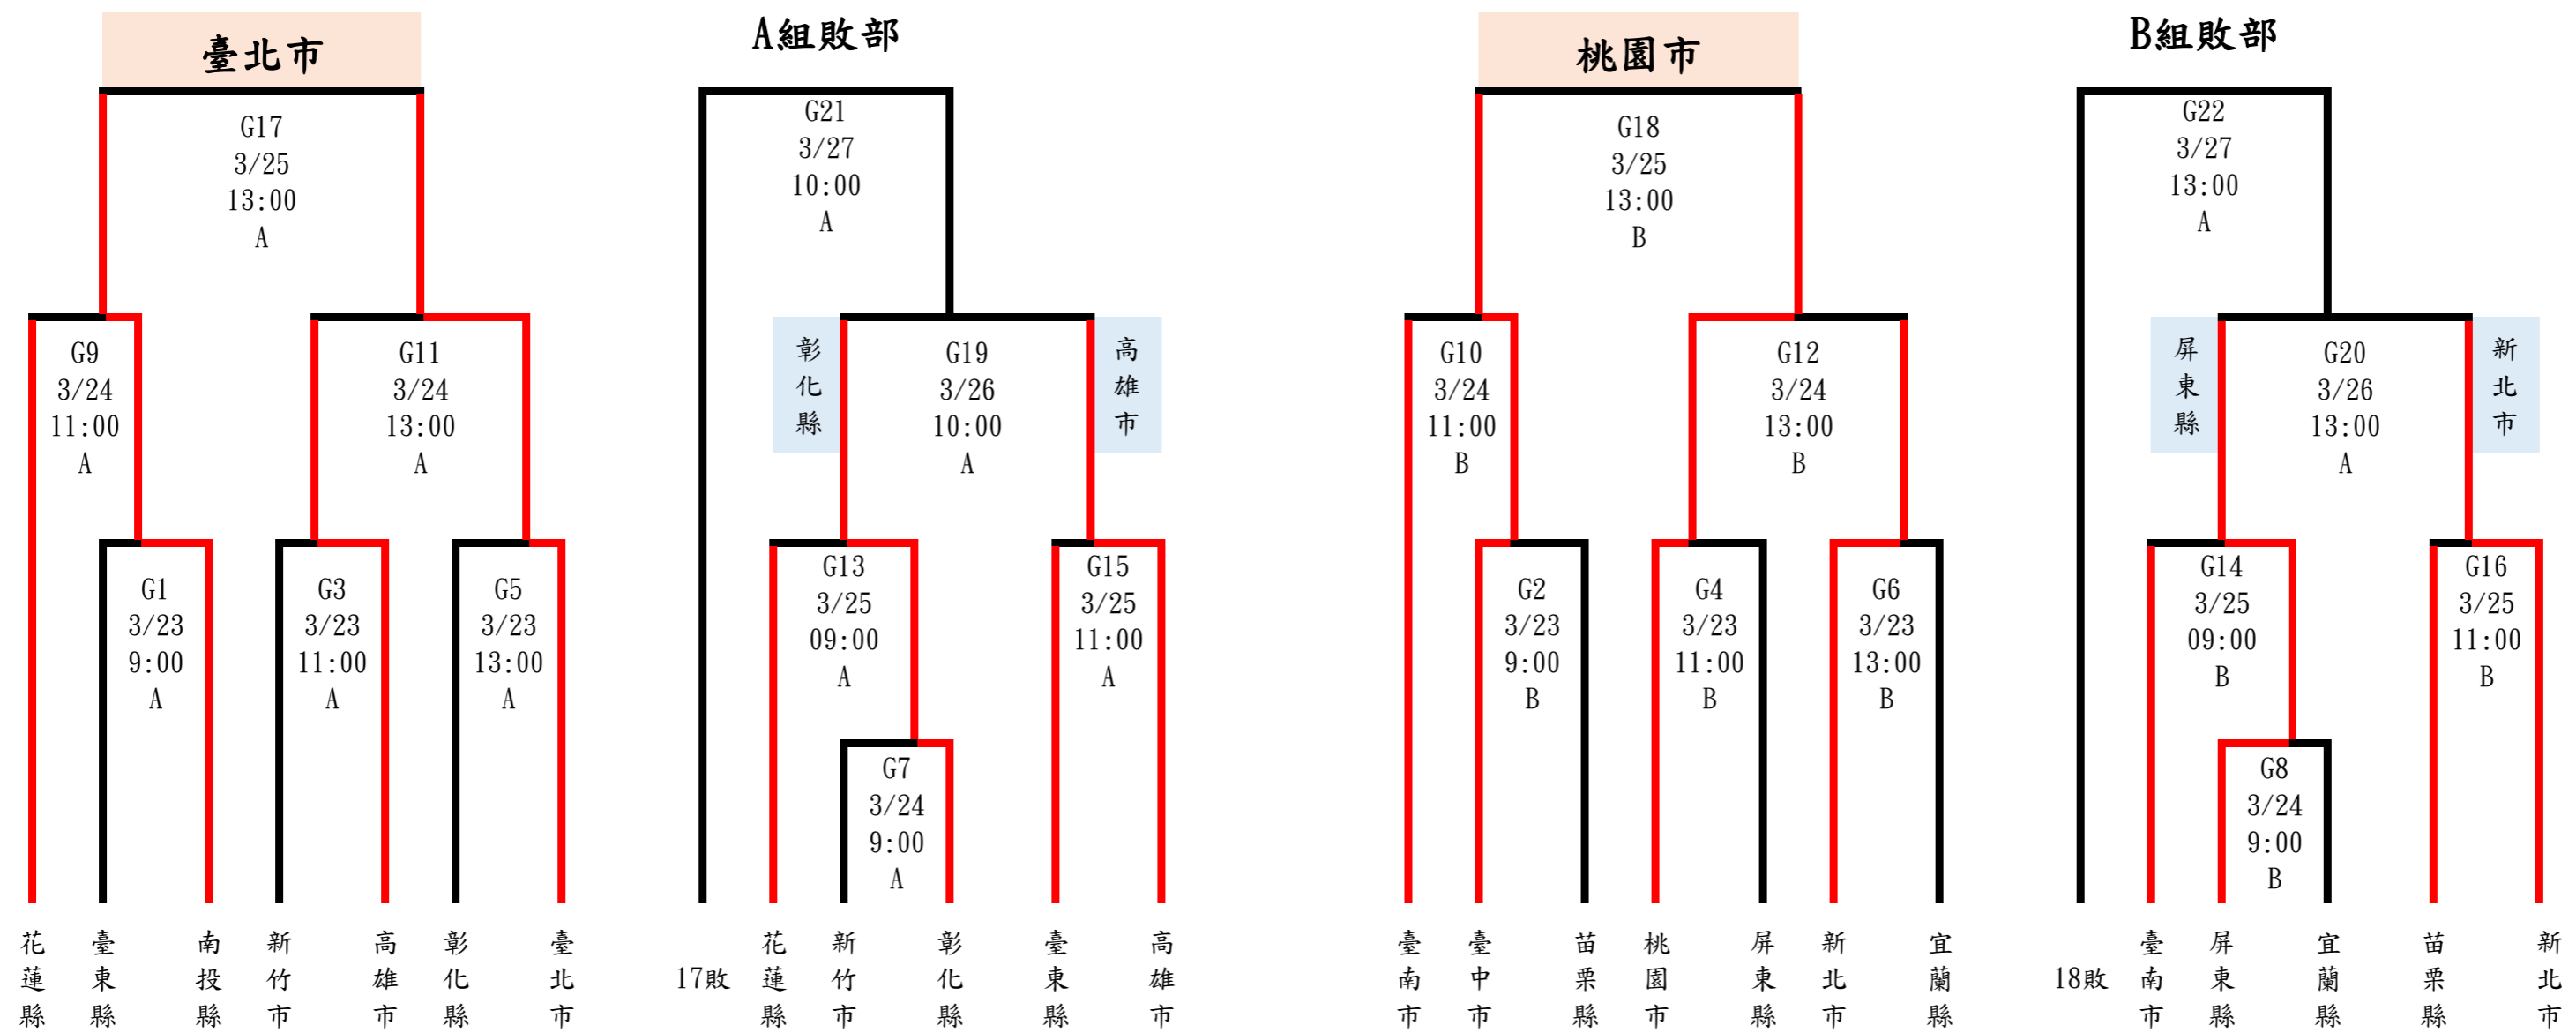 臺北市
A組敗部
桃園市
B組敗部
G17
3/25
13:00
A
G21
3/27
10:00
A
G18
3/25
13:00
B
G22
3/27
13:00
A
G9
3/24
11:00
A
G11
3/24
13:00
A
彰化縣
G19
3/26
10:00
A
高雄市
G10
3/24
11:00
B
G12
3/24
13:00
B
屏東縣
G20
3/26
13:00
A
新北市
G1
3/23
9:00
A
G3
3/23
11:00
A
G5
3/23
13:00
A
G13
3/25
09:00
A
G15
3/25
11:00
A
G2
3/23
9:00
B
G4
3/23
11:00
B
G6
3/23
13:00
B
G14
3/25
09:00
B
G16
3/25
11:00
B
G7
3/24
9:00
A
G8
3/24
9:00
B
花蓮縣
臺東縣
南投縣
新竹市
高雄市
彰化縣
臺北市
17敗
花蓮縣
新竹市
彰化縣
臺東縣
高雄市
臺南市
臺中市
苗栗縣
桃園市
屏東縣
新北市
宜蘭縣
18敗
臺南市
屏東縣
宜蘭縣
苗栗縣
新北市